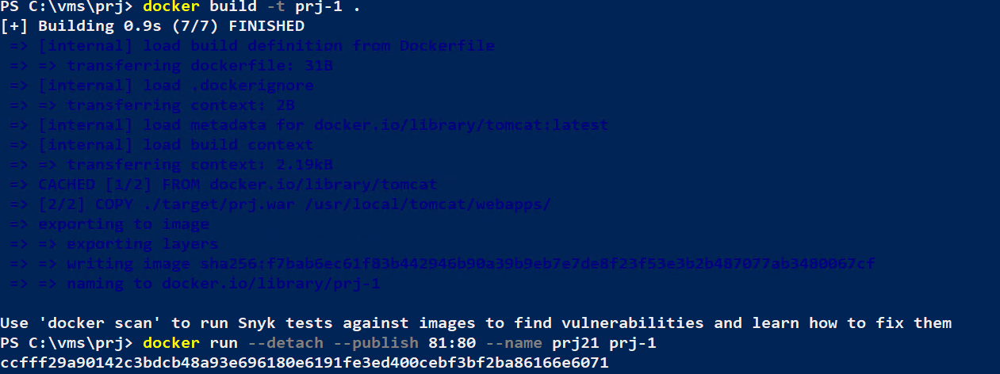 PS C:\vms\prj> docker build -t prj-1 .
[+] Building 0.9s (7/7) FINISHED
=> [internal] load build definition from Dockerfile
=> => transferring dockerfile: 31B
=> [internal] load .dockerignore
=> => transferring context: 2B
=> [internal] load metadata for docker.io/library/tomcat:latest
=> [internal] load build context
=> => transferring context: 2.19kB
=> CACHED [1/2] FROM docker.io/library/tomcat
=> [2/2] COPY ./target/prj.war /usr/local/tomcat/webapps/
=> exporting to image
=> => exporting layers
=> => writing image sha256:f7bab6ec61f83b442946b90a39b9eb7e7de8f23f53e3b2b487077ab3480067cf
=> => naming to docker.io/library/prj-1
Use 'docker scan' to run Snyk tests against images to find vulnerabilities and learn how to fix them
PS C:\vms\prj> docker run --detach --publish 81:80 --name prj21 prj-1
ccfff29a90142c3bdcb48a93e696180e6191fe3ed400cebf3bf2ba86166e6071